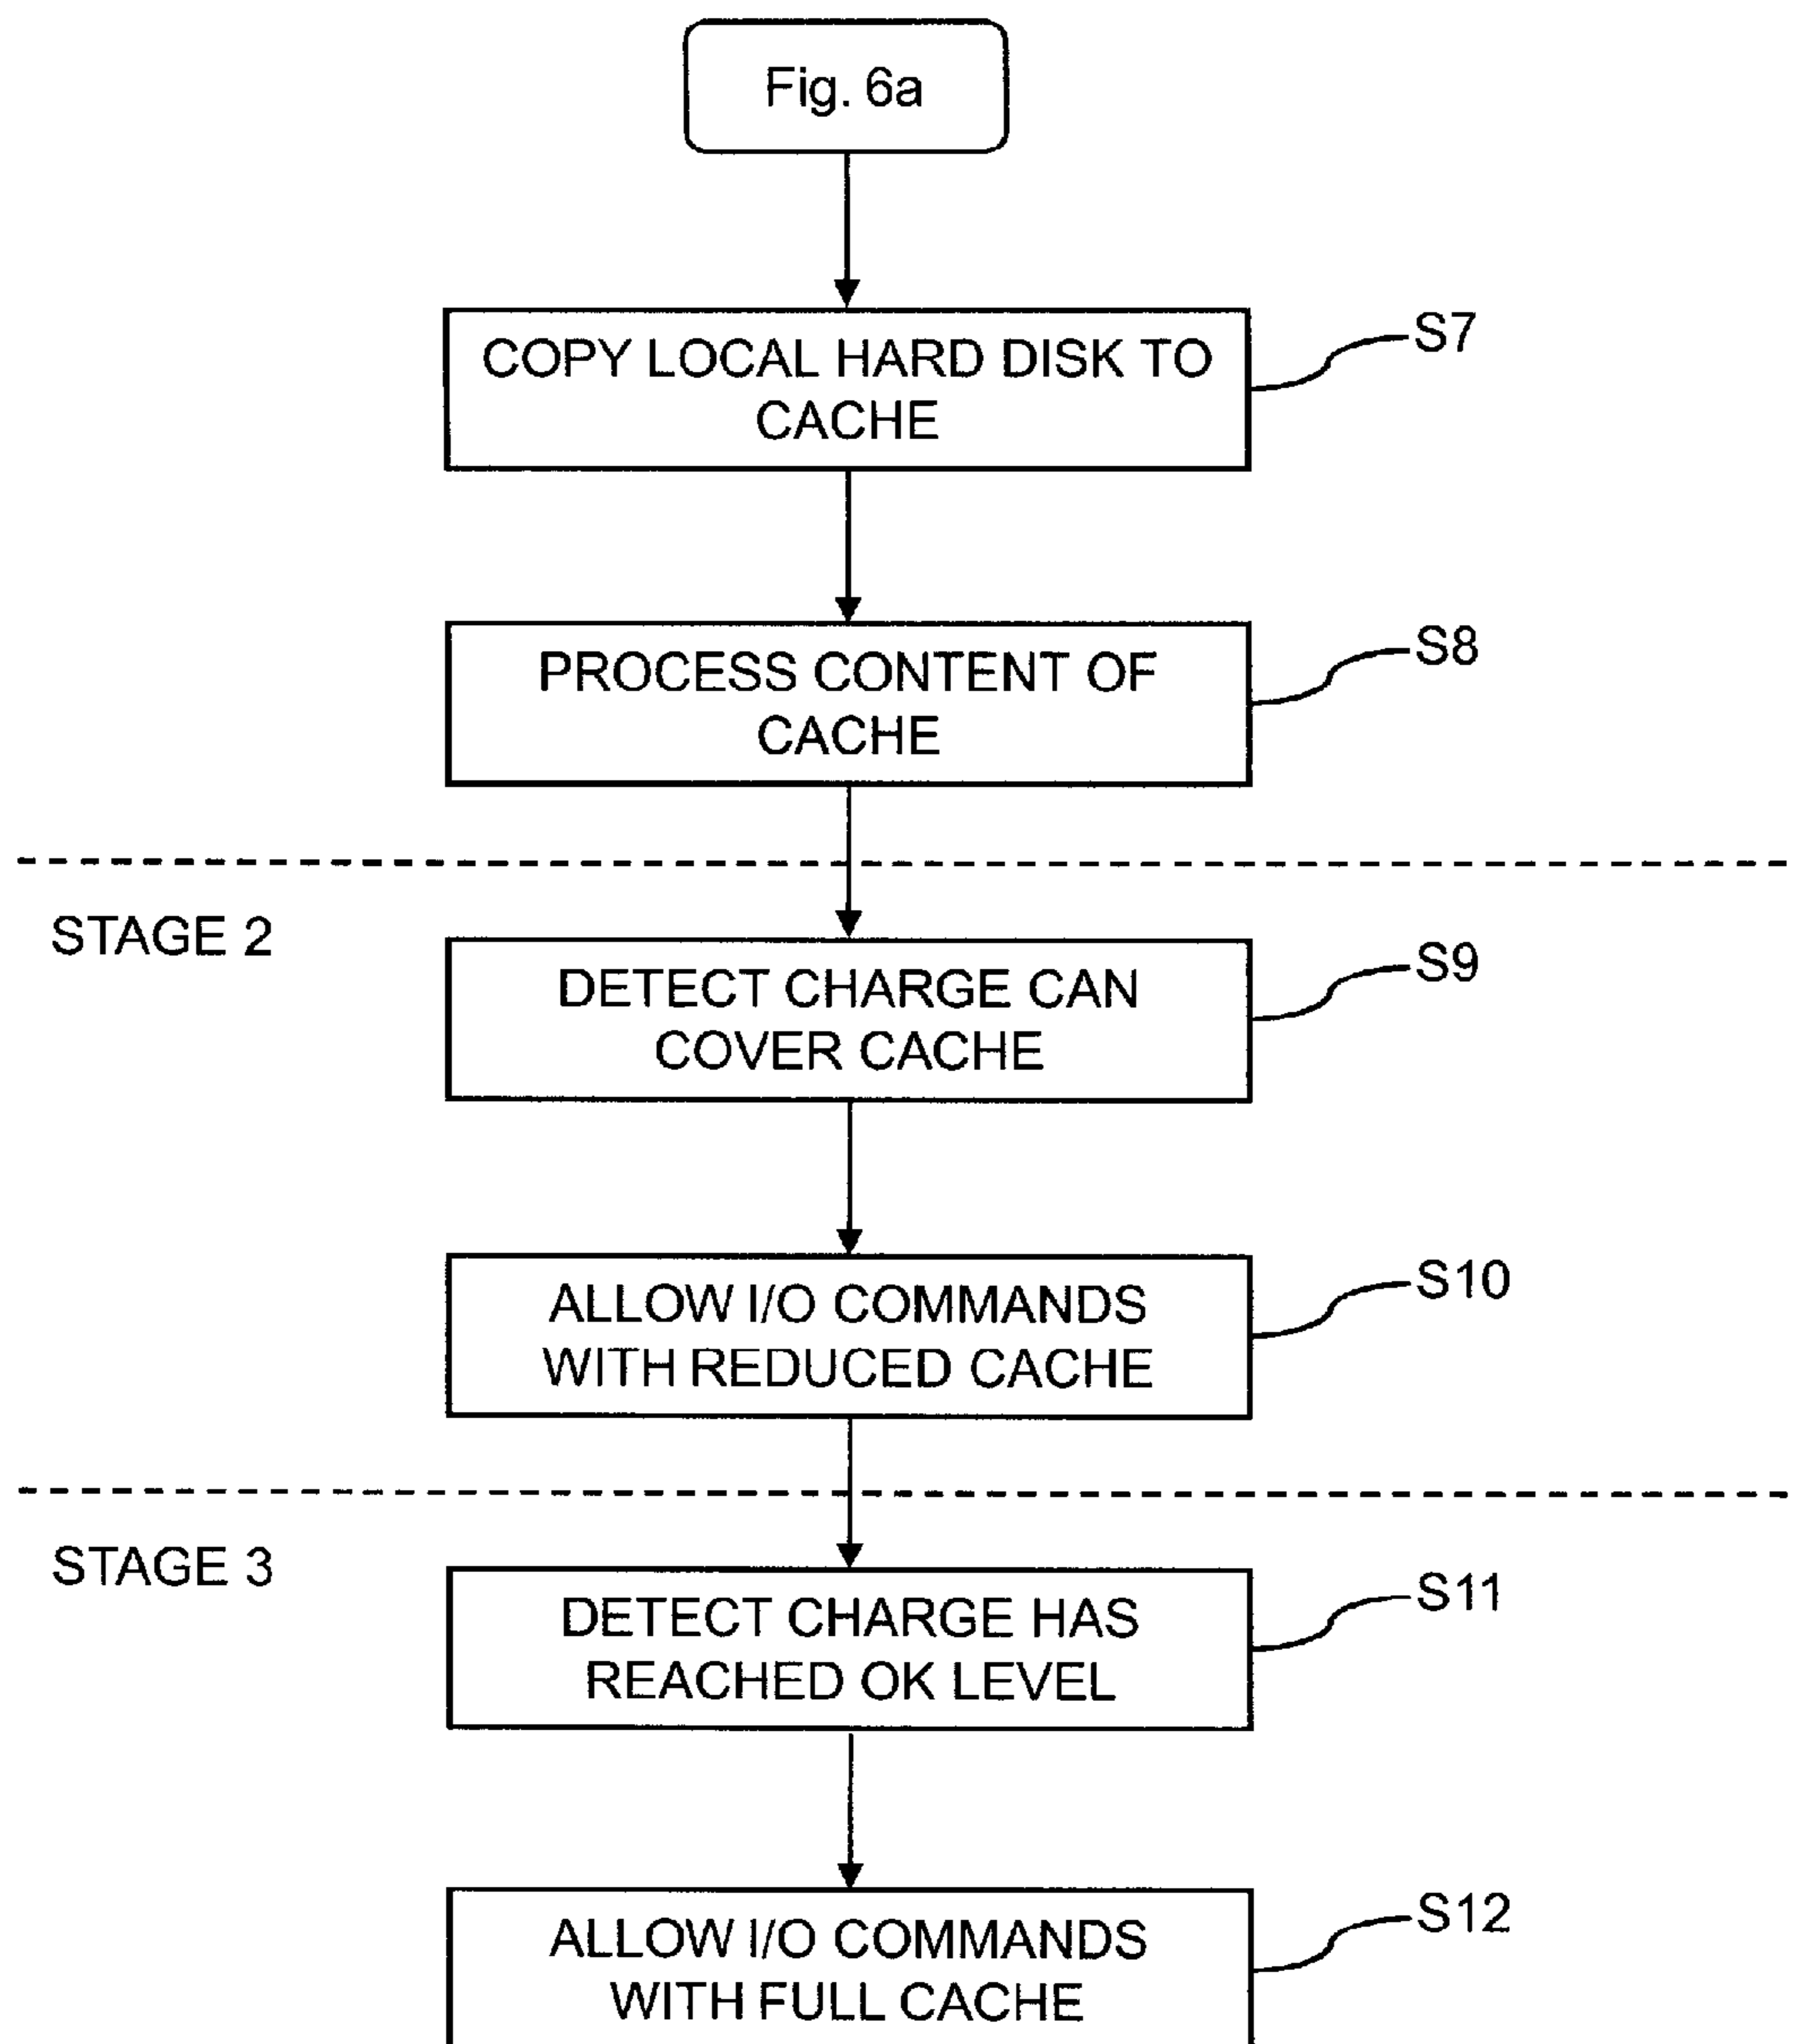 Fig. 6a
COPY LOCAL HARD DISK TO
CACHE
S7
PROCESS CONTENT OF
CACHE
S8
STAGE 2
DETECT CHARGE CAN
COVER CACHE
S9
ALLOW I/O COMMANDS
WITH REDUCED CACHE
S10
STAGE 3
DETECT CHARGE HAS
REACHED OK LEVEL
S11
ALLOW I/O COMMANDS
WITH FULL CACHE
S12